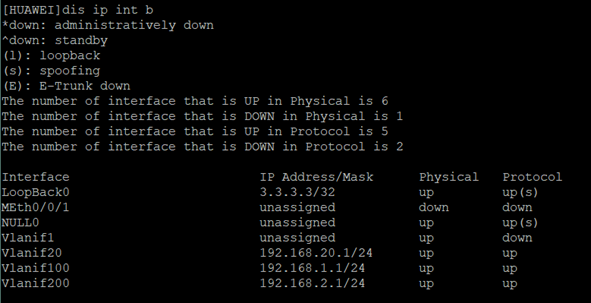 [HUAWEI]dis ip int b
*down: administratively down
^down: standby
(l): loopback
(s): spoofing
(E): E-Trunk down
The number of interface that is UP in Physical is 6
The number of interface that is DOWN in Physical is 1
The number of interface that is UP in Protocol is 5
The number of interface that is DOWN in Protocol is 2
Interface IP Address/Mask Physical Protocol
LoopBack0 3.3.3.3/32 up up(s)
MEth0/0/1 unassigned down down
NULL0 unassigned up up(s)
Vlanif1 unassigned up down
Vlanif20 192.168.20.1/24 up up
Vlanif100 192.168.1.1/24 up up
Vlanif200 192.168.2.1/24 up up